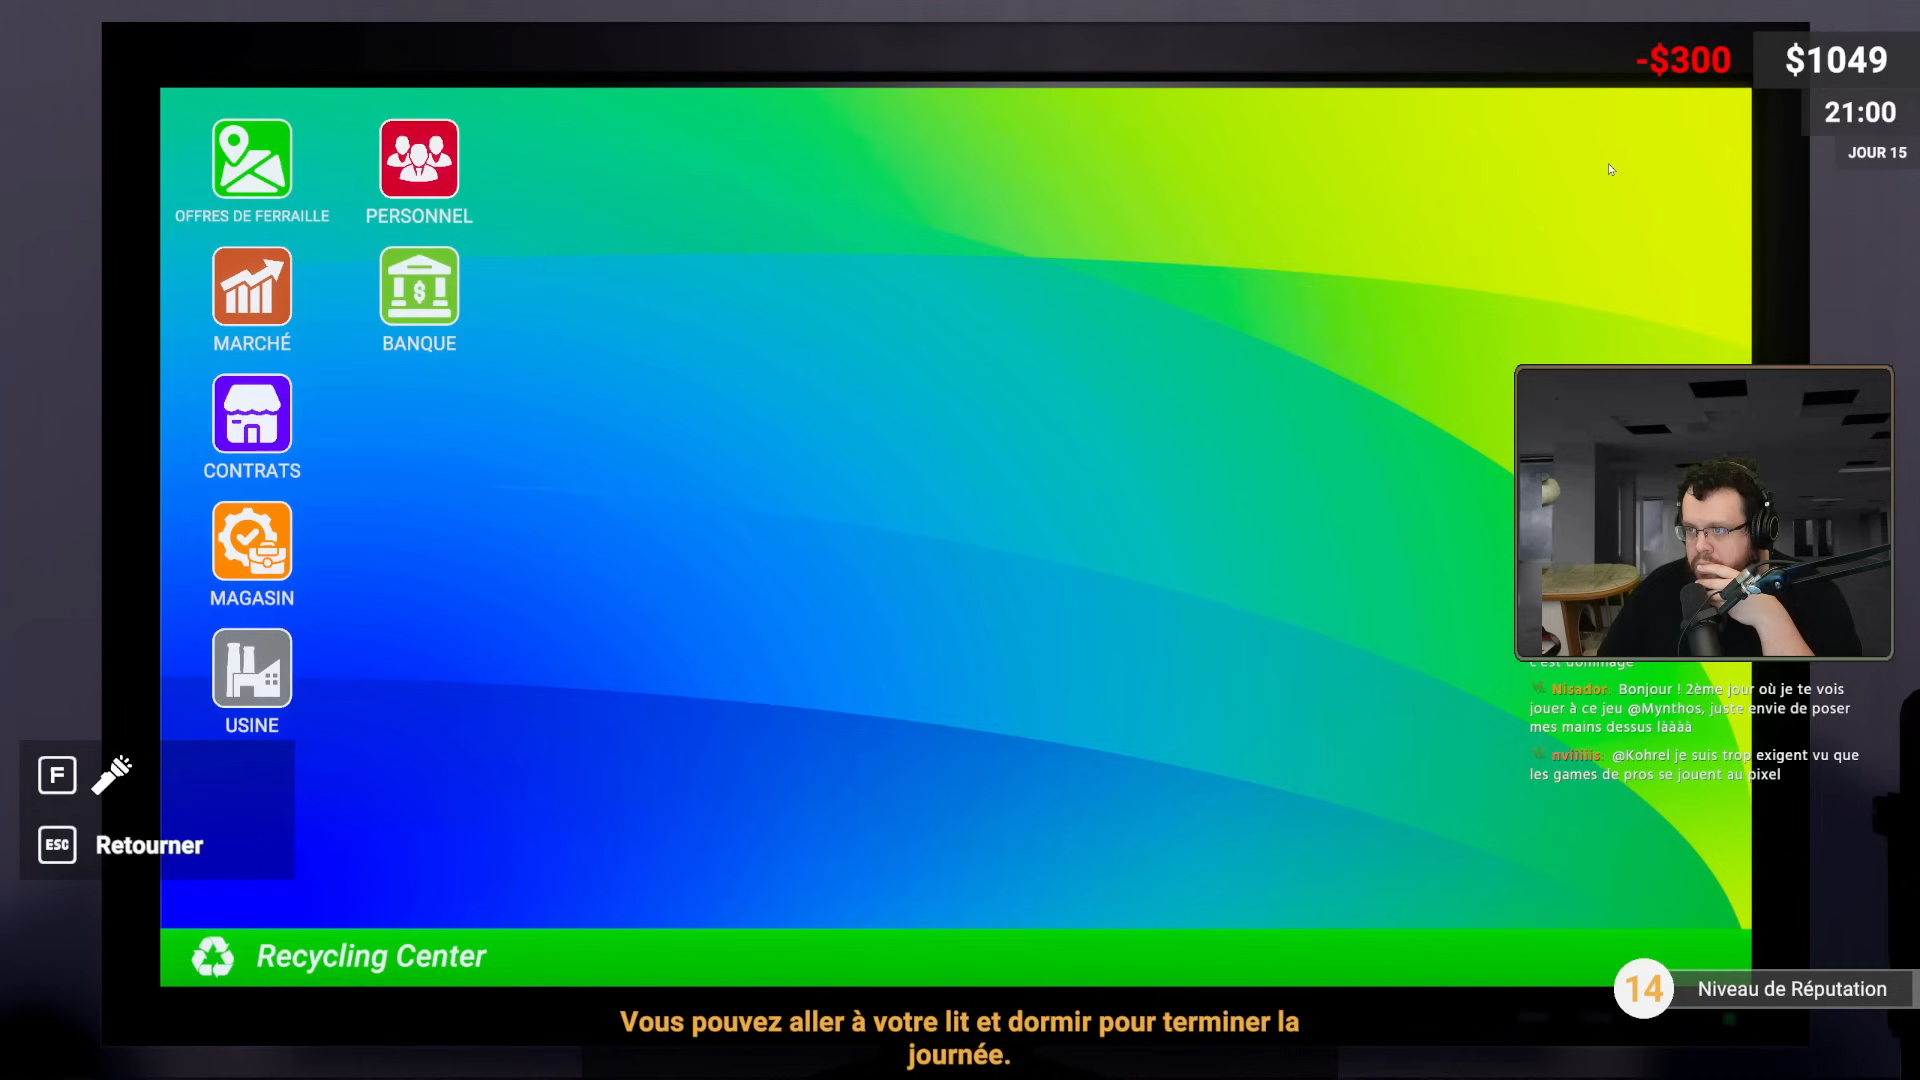 -$300
$1049
21:00
JOUR 15
OFFRES DE FERRAILLE
PERSONNEL
MARCHÉ
BANQUE
$
CONTRATS
MAGASIN
USINE
F
ESC
Retourner
c'est dommage
Nisador: Bonjour ! 2ème jour où je te vois
jouer à ce jeu @Mynthos, juste envie de poser
mes mains dessus làààà
@Kohrel je suis trop exigent vu que
les games de pros se jouent au pixel
Recycling Center
14
Niveau de Réputation
Vous pouvez aller à votre lit et dormir pour terminer la
journée.